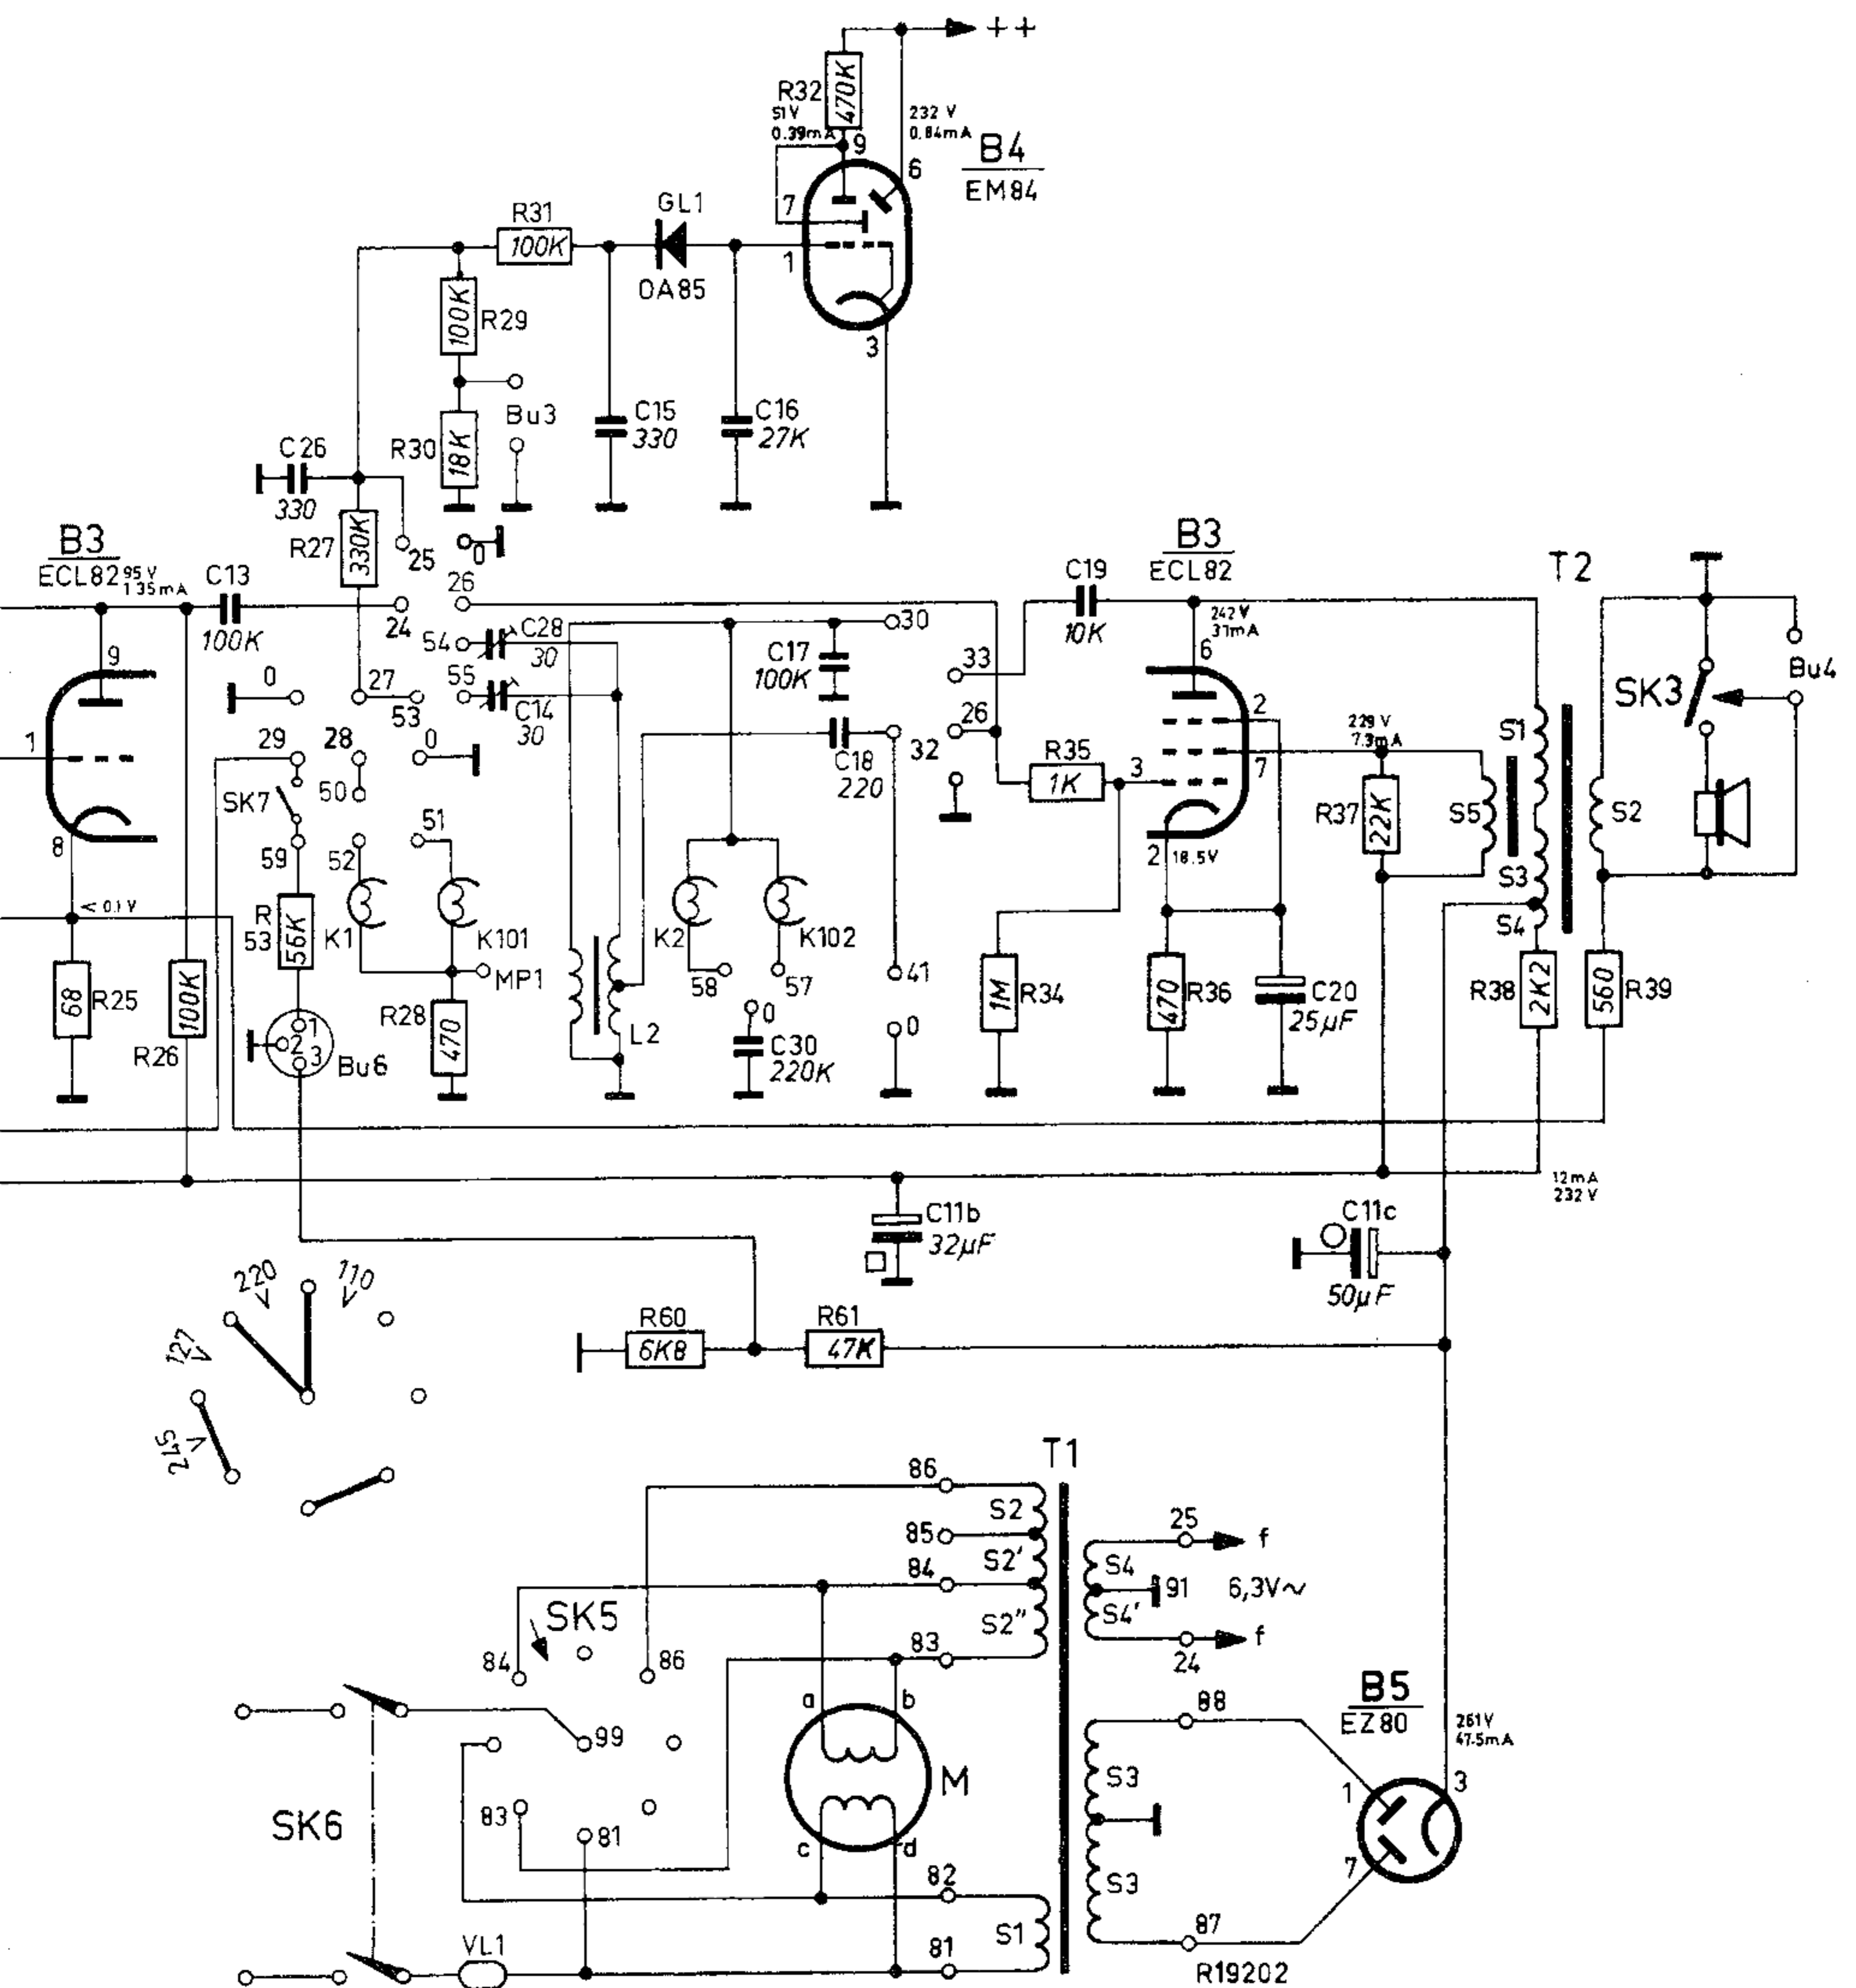 ++
R32
470K
51V
0.39mA
232 V
0.84mA
9
6
B4
EM84
7
1
3
R31
100K
GL1
OA85
100K
R29
Bu3
R30
18K
C15
330
C16
27K
C26
330
R27
330K
25
0
B3
ECL82
95V
1.35mA
C13
100K
24
26
54
C28
30
55
C14
30
C17
100K
30
33
C19
10K
B3
ECL82
242 V
37mA
6
T2
9
0
27
53
1
29
28
0
SK7
50
51
59
52
8
< 0.1 V
R
53
56K
K1
K101
MP1
C18
220
32
26
R35
1K
3
2
7
2
18.5V
229 V
7.3mA
R37
22K
S5
S1
S3
S4
S2
SK3
Bu4
K2
K102
58
57
41
0
68
R25
100K
R26
1
2
3
Bu6
R28
470
L2
0
C30
220K
1M
R34
470
R36
C20
25µF
R38
2K2
560
R39
12mA
232 V
C11b
32µF
C11c
50µF
220
110
127
245
R60
6K8
R61
47K
T1
86
S2
85
S2'
84
S2"
83
25
f
S4
91
6,3V~
S4'
f
24
SK5
84
86
a
b
99
M
83
81
c
d
SK6
88
B5
EZ80
261V
47.5mA
S3
1
3
7
S3
82
S1
81
87
VL1
R19202